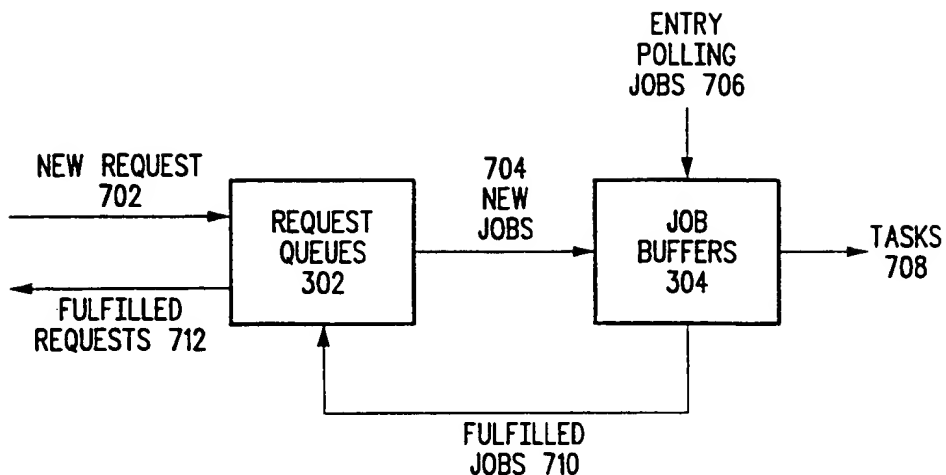 ENTRY
POLLING
JOBS 706
NEW REQUEST
702
704
NEW
JOBS
REQUEST
QUEUES
302
JOB
BUFFERS
304
TASKS
708
FULFILLED
REQUESTS 712
FULFILLED
JOBS 710